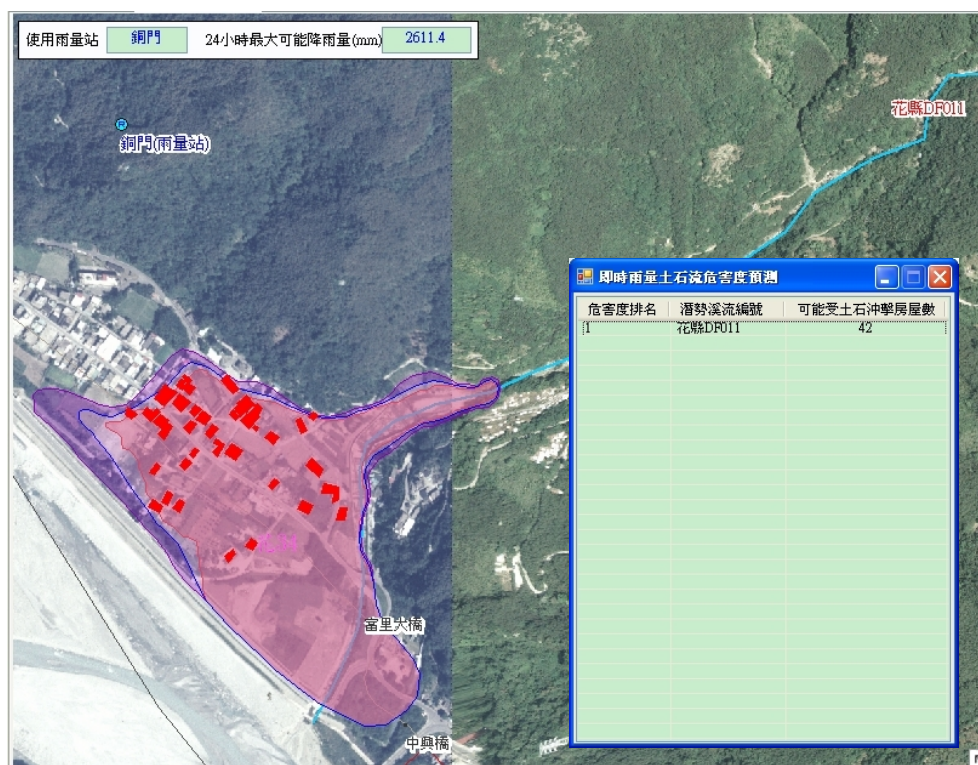 使用雨量站 銅門 24小時最大可能降雨量(mm) 2611.4
花縣DF011
銅門(雨量站)
即時雨量土石流危害度預測
危害度排名 潛勢溪流編號 可能受土石沖擊房屋數
1 花縣DF011 42
富里大橋
中興橋